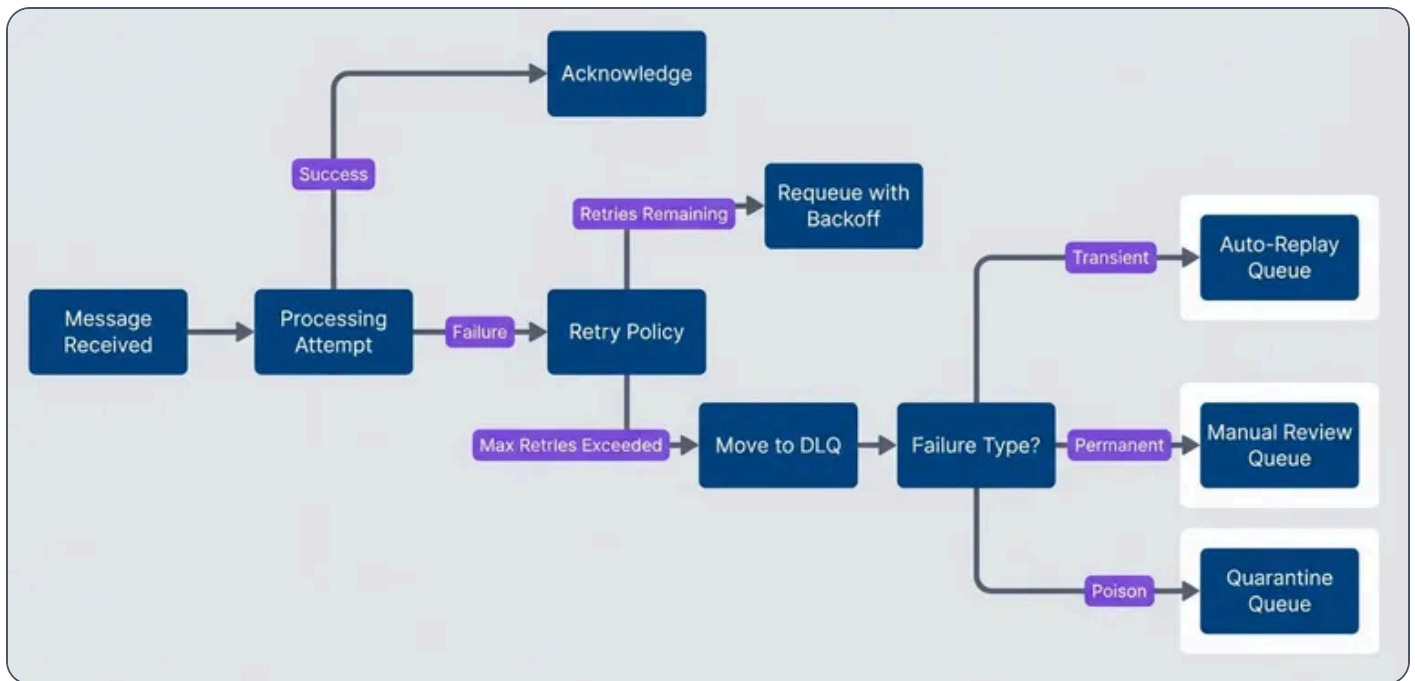 Acknowledge
Success
Requeue with
Backoff
Retries Remaining
Auto-Replay
Queue
Transient
Message
Received
Processing
Attempt
Failure
Retry Policy
Max Retries Exceeded
Move to DLQ
Failure Type?
Permanent
Manual Review
Queue
Quarantine
Queue
Poison